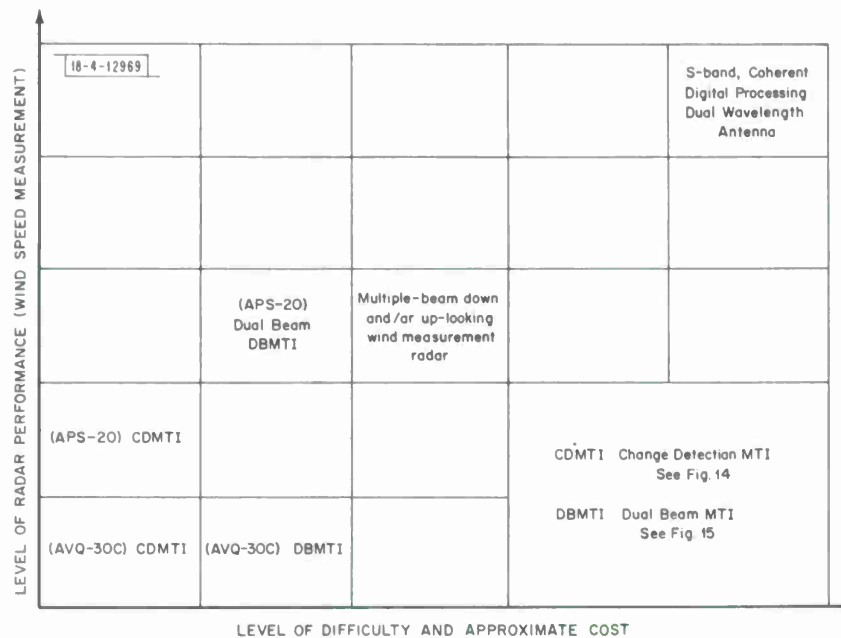 LEVEL OF RADAR PERFORMANCE (WIND SPEED MEASUREMENT)
18-4-12969
S-band, Coherent
Digital Processing
Dual Wavelength
Antenna
(APS-20)
Dual Beam
DBMTI
Multiple-beam down
and/ar up-looking
wind measurement
radar
(APS-20) CDMTI
CDMTI Change Detection MTI
See Fig. 14
DBMTI Dual Beam MTI
See Fig. 15
(AVQ-30C) CDMTI
(AVQ-30C) DBMTI
LEVEL OF DIFFICULTY AND APPROXIMATE COST